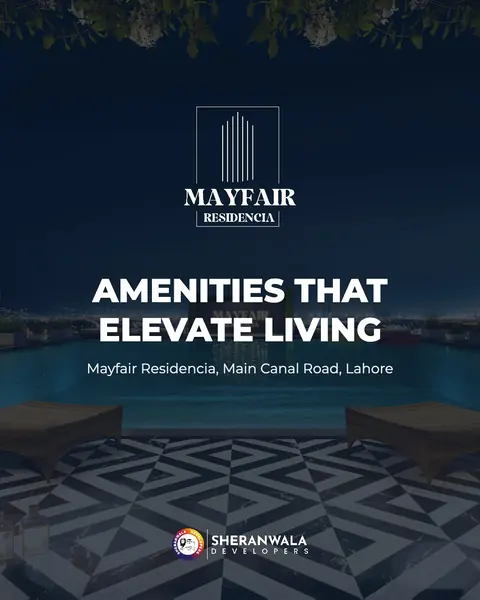 MAYFAIR
RESIDENCIA
AMENITIES THAT
ELEVATE LIVING
Mayfair Residencia, Main Canal Road, Lahore
SHERANWALA
DEVELOPERS